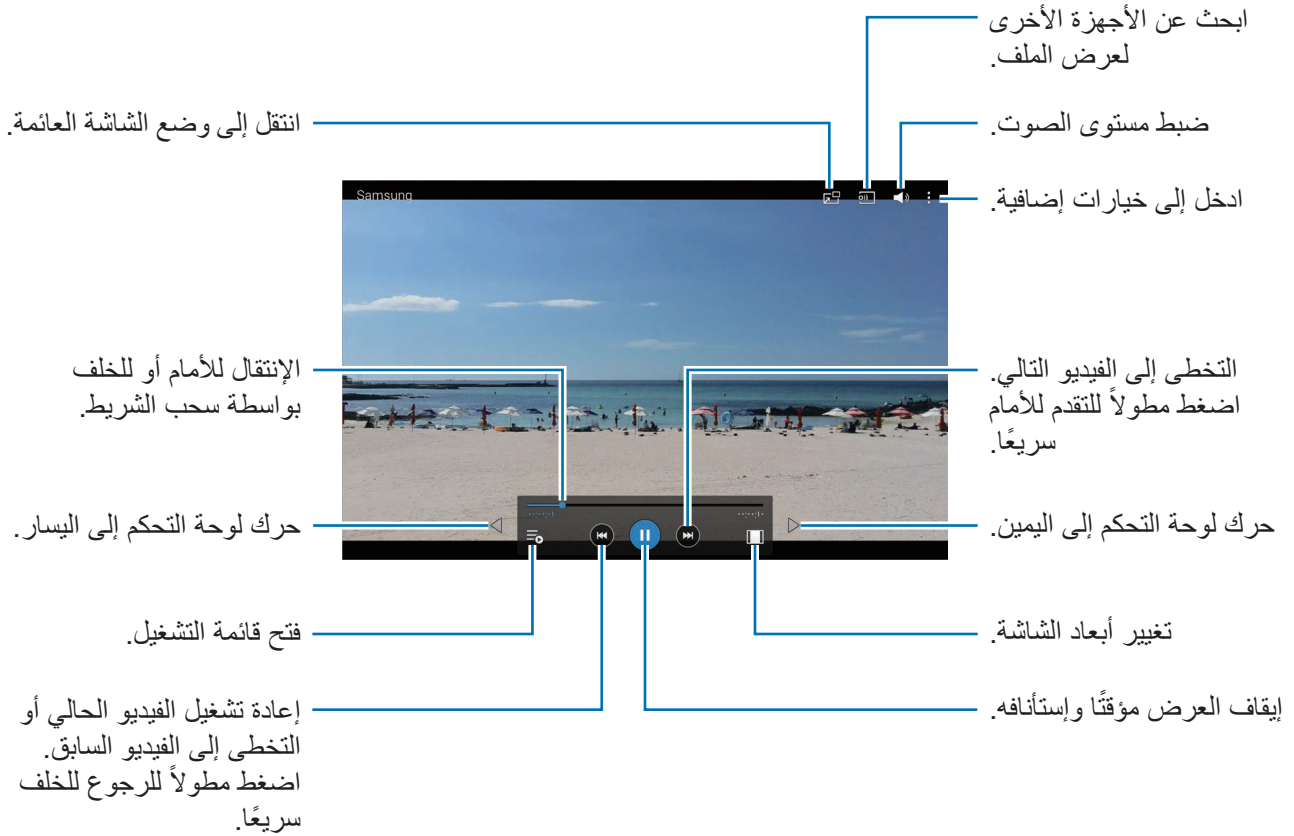 ابحث عن الأجهزة الأخرى
لعرض الملف.
انتقل إلى وضع الشاشة العائمة.
ضبط مستوى الصوت.
ادخل إلى خيارات إضافية.
Samsung
الإنتقال للأمام أو للخلف
بواسطة سحب الشريط.
التخطى إلى الفيديو التالي.
اضغط مطولاً للتقدم للأمام
سريعًا.
حرك لوحة التحكم إلى اليسار.
حرك لوحة التحكم إلى اليمين.
فتح قائمة التشغيل.
تغيير أبعاد الشاشة.
إعادة تشغيل الفيديو الحالي أو
التخطى إلى الفيديو السابق.
اضغط مطولاً للرجوع للخلف
سريعًا.
إيقاف العرض مؤقتًا وإستأنافه.